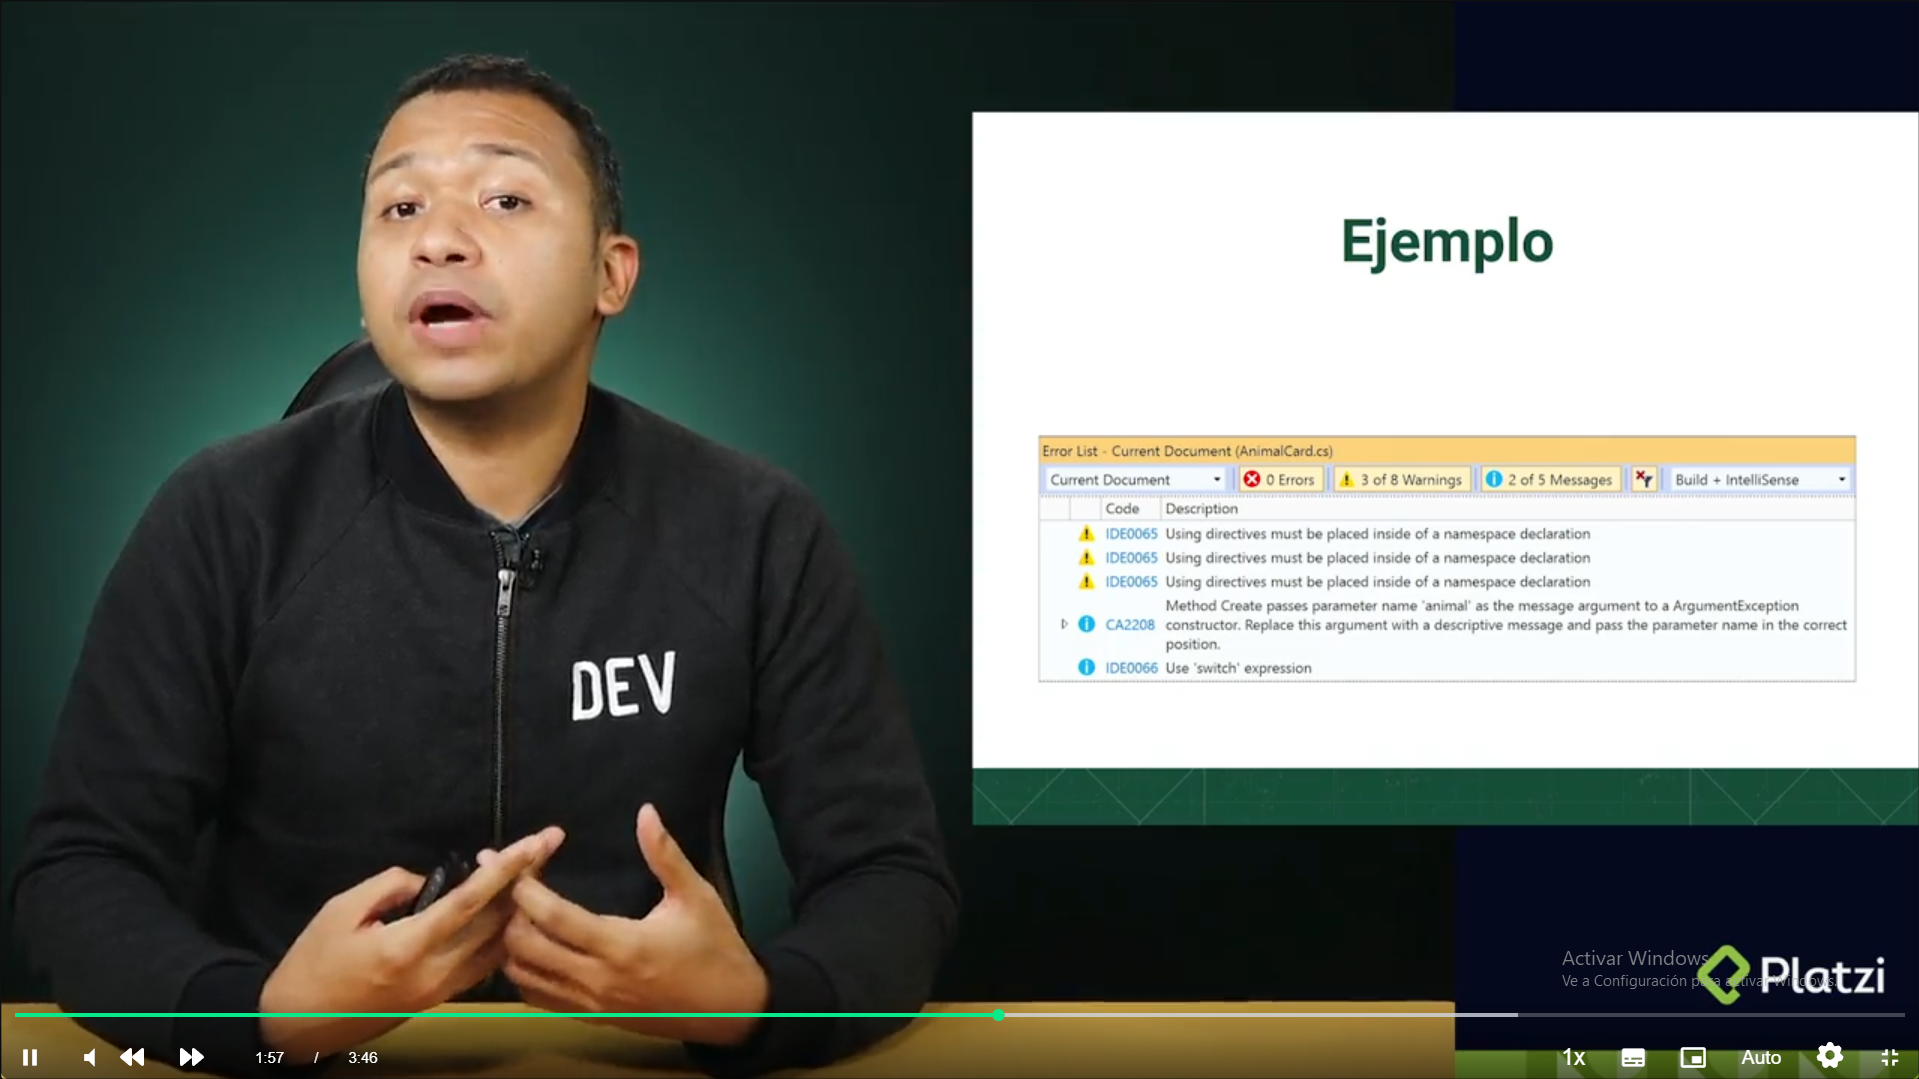 Ejemplo
Error List - Current Document (AnimalCard.cs)
Current Document 0 Errors 3 of 8 Warnings 2 of 5 Messages Build + IntelliSense
Code Description
IDE0065 Using directives must be placed inside of a namespace declaration
IDE0065 Using directives must be placed inside of a namespace declaration
IDE0065 Using directives must be placed inside of a namespace declaration
Method Create passes parameter name 'animal' as the message argument to a ArgumentException
CA2208 constructor. Replace this argument with a descriptive message and pass the parameter name in the correct
position.
IDE0066 Use 'switch' expression
DEV
Activar Windows
Ve a Configuración para activar Windows.
Platzi
1:57 / 3:46 1x Auto